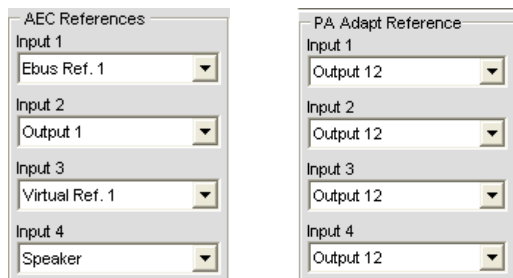 AEC References
Input 1
Ebus Ref. 1
Input 2
Output 1
Input 3
Virtual Ref. 1
Input 4
Speaker
PA Adapt Reference
Input 1
Output 12
Input 2
Output 12
Input 3
Output 12
Input 4
Output 12